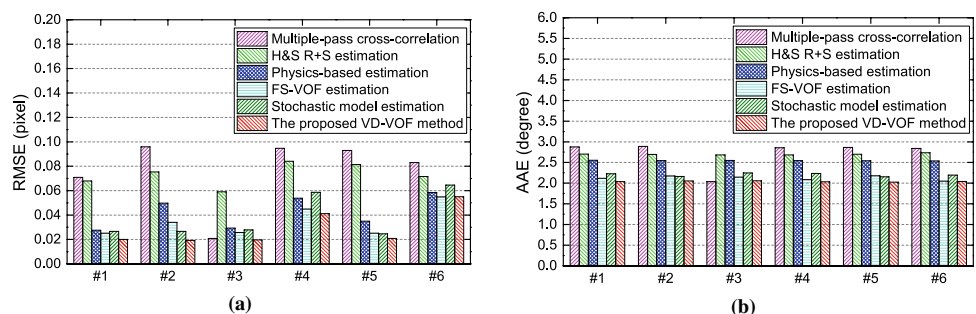 0.20
0.18
0.16
0.14
0.12
0.10
0.08
0.06
0.04
0.02
0.00
RMSE (pixel)
Multiple-pass cross-correlation
H&S R+S estimation
Physics-based estimation
FS-VOF estimation
Stochastic model estimation
The proposed VD-VOF method
#1 #2 #3 #4 #5 #6
(a)
6.0
5.5
5.0
4.5
4.0
3.5
3.0
2.5
2.0
1.5
1.0
0.5
0.0
AAE (degree)
Multiple-pass cross-correlation
H&S R+S estimation
Physics-based estimation
FS-VOF estimation
Stochastic model estimation
The proposed VD-VOF method
#1 #2 #3 #4 #5 #6
(b)